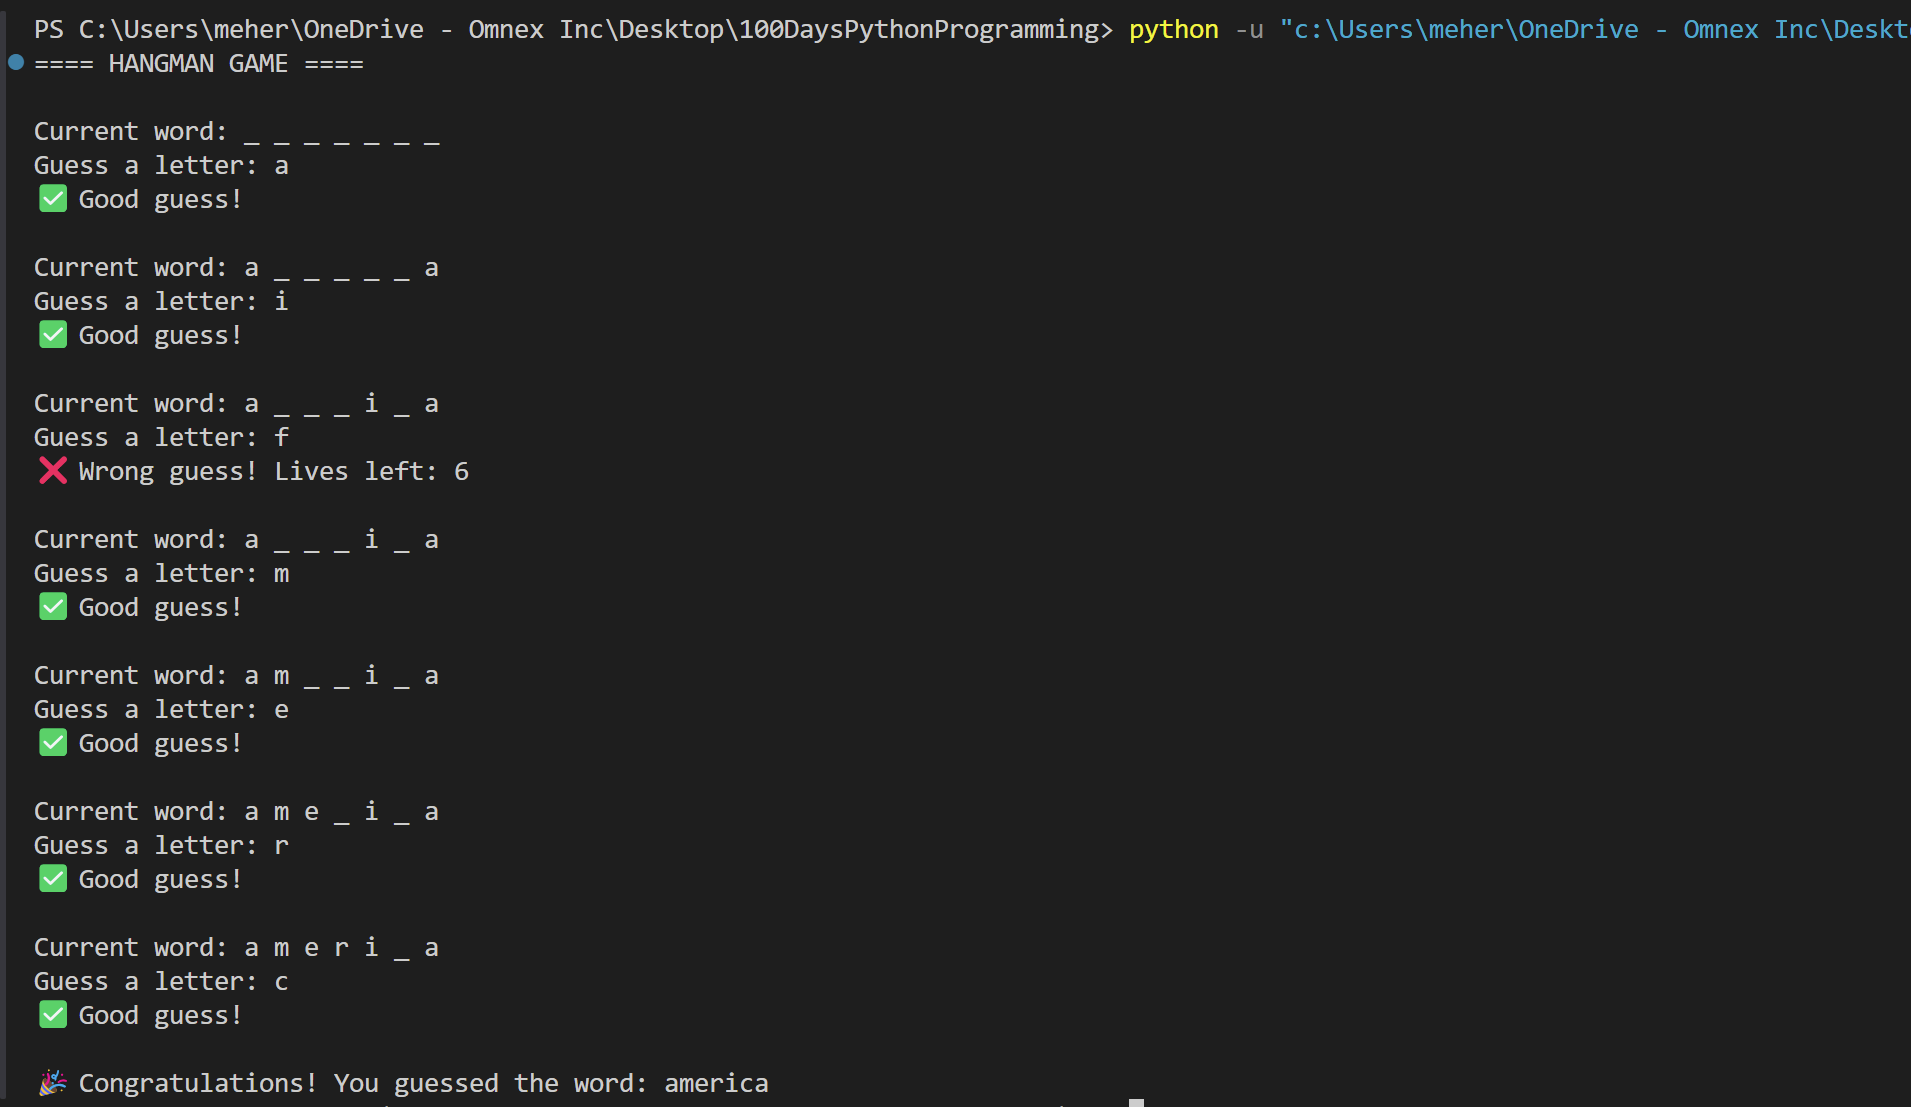 PS C:\Users\meher\OneDrive - Omnex Inc\Desktop\100DaysPythonProgramming> python -u "c:\Users\meher\OneDrive - Omnex Inc\Deskt
==== HANGMAN GAME ====
Current word: _ _ _ _ _ _ _
Guess a letter: a
✅ Good guess!
Current word: a _ _ _ _ _ a
Guess a letter: i
✅ Good guess!
Current word: a _ _ _ i _ a
Guess a letter: f
❌ Wrong guess! Lives left: 6
Current word: a _ _ _ i _ a
Guess a letter: m
✅ Good guess!
Current word: a m _ _ i _ a
Guess a letter: e
✅ Good guess!
Current word: a m e _ i _ a
Guess a letter: r
✅ Good guess!
Current word: a m e r i _ a
Guess a letter: c
✅ Good guess!
🎉 Congratulations! You guessed the word: america